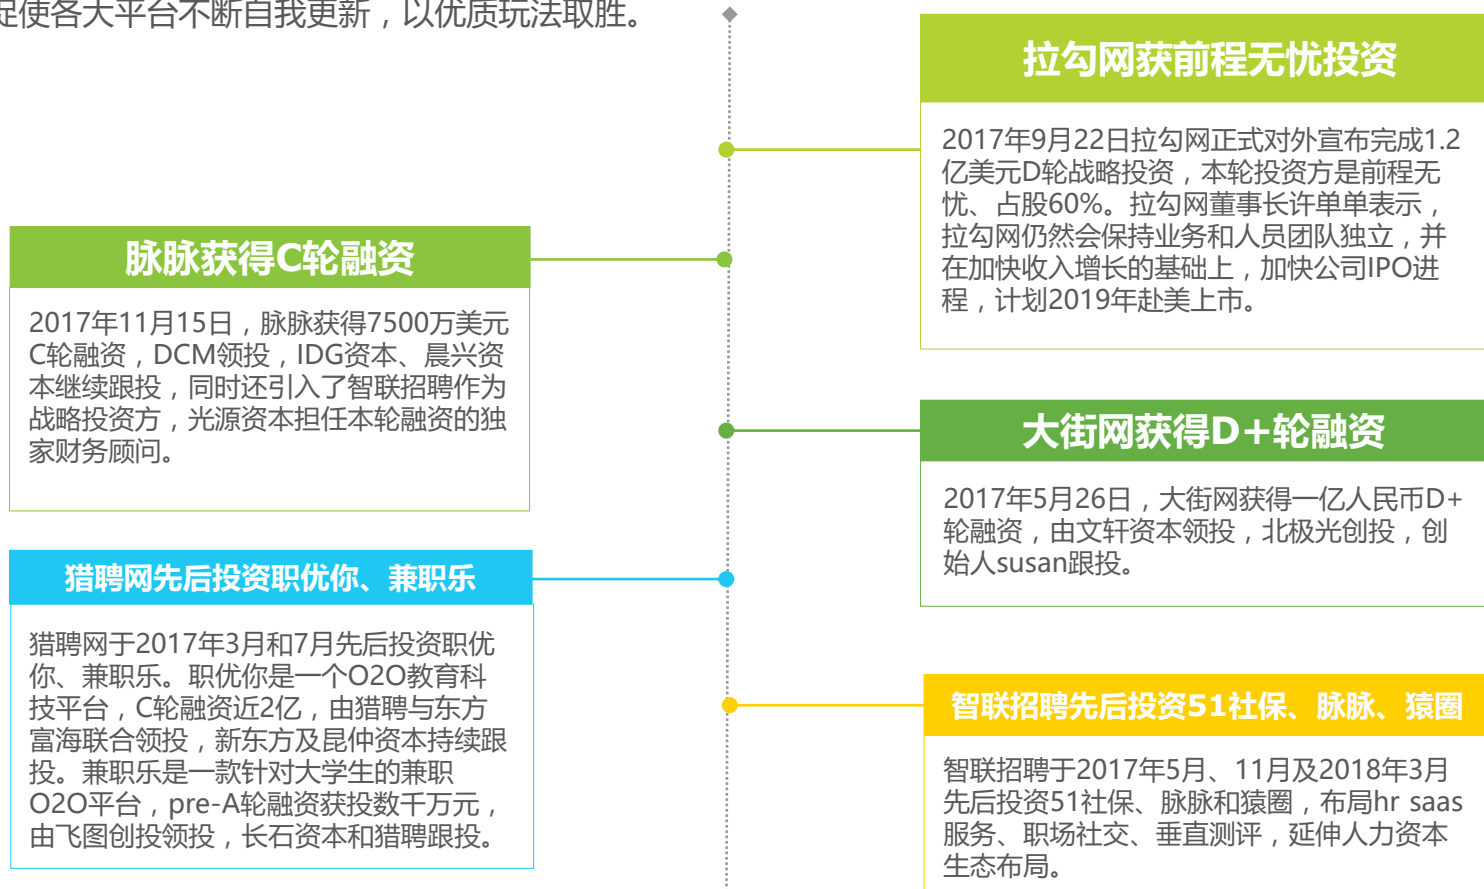 促使各大平台不断自我更新，以优质玩法取胜。
拉勾网获前程无忧投资
2017年9月22日拉勾网正式对外宣布完成1.2
亿美元D轮战略投资，本轮投资方是前程无
忧、占股60%。拉勾网董事长许单单表示，
拉勾网仍然会保持业务和人员团队独立，并
在加快收入增长的基础上，加快公司IPO进
程，计划2019年赴美上市。
脉脉获得C轮融资
2017年11月15日，脉脉获得7500万美元
C轮融资，DCM领投，IDG资本、晨兴资
本继续跟投，同时还引入了智联招聘作为
战略投资方，光源资本担任本轮融资的独
家财务顾问。
大街网获得D+轮融资
2017年5月26日，大街网获得一亿人民币D+
轮融资，由文轩资本领投，北极光创投，创
始人susan跟投。
猎聘网先后投资职优你、兼职乐
猎聘网于2017年3月和7月先后投资职优
你、兼职乐。职优你是一个O2O教育科
技平台，C轮融资近2亿，由猎聘与东方
富海联合领投，新东方及昆仲资本持续跟
投。兼职乐是一款针对大学生的兼职
O2O平台，pre-A轮融资获投数千万元，
由飞图创投领投，长石资本和猎聘跟投。
智联招聘先后投资51社保、脉脉、猿圈
智联招聘于2017年5月、11月及2018年3月
先后投资51社保、脉脉和猿圈，布局hr saas
服务、职场社交、垂直测评，延伸人力资本
生态布局。